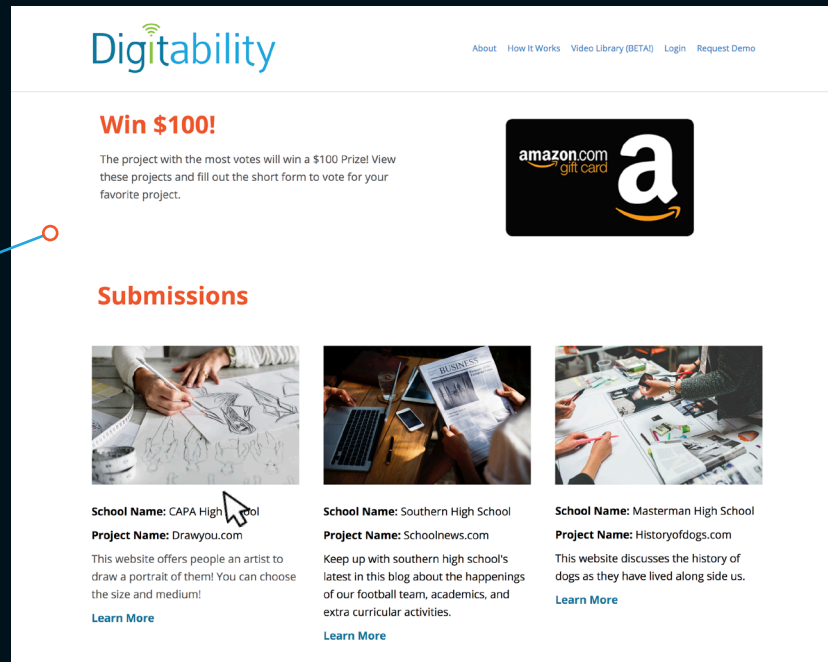 Digitability
About How It Works Video Library (BETA!) Login Request Demo
Win $100!
The project with the most votes will win a $100 Prize! View
these projects and fill out the short form to vote for your
favorite project.
amazon.com
gift card
a
Submissions
BUSINESS
School Name: CAPA High ol
Project Name: Drawyou.com
This website offers people an artist to
draw a portrait of them! You can choose
the size and medium!
Learn More
School Name: Southern High School
Project Name: Schoolnews.com
Keep up with southern high school's
latest in this blog about the happenings
of our football team, academics, and
extra curricular activities.
Learn More
School Name: Masterman High School
Project Name: Historyofdogs.com
This website discusses the history of
dogs as they have lived along side us.
Learn More